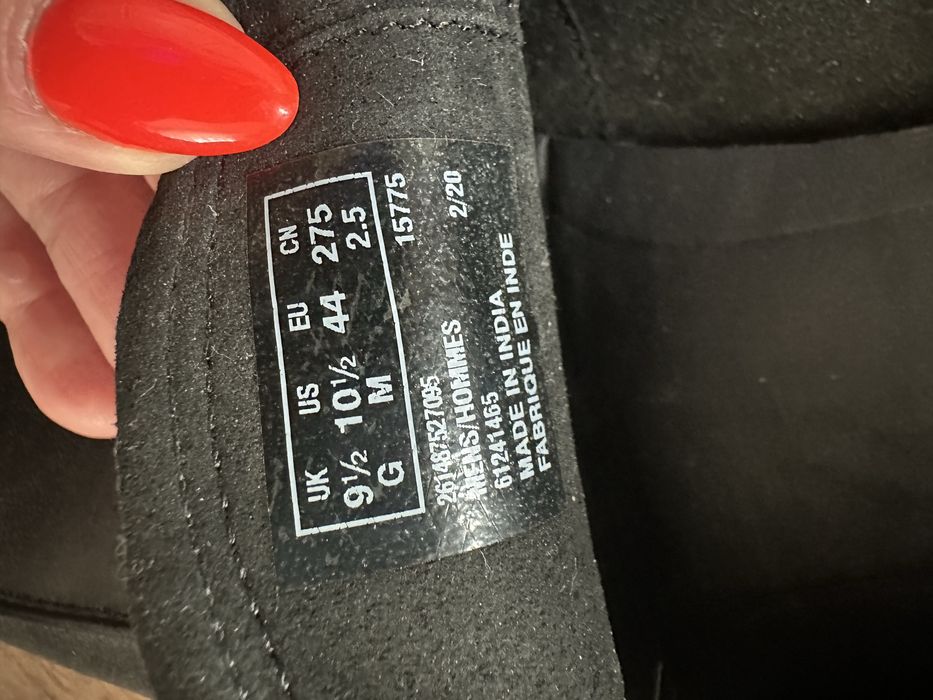 UK US EU CN
9½ 10½ 44 275
G M 2.5
261487527095 15775
MENS/HOMMES
61241465 2/20
MADE IN INDIA
FABRIQUE EN INDE